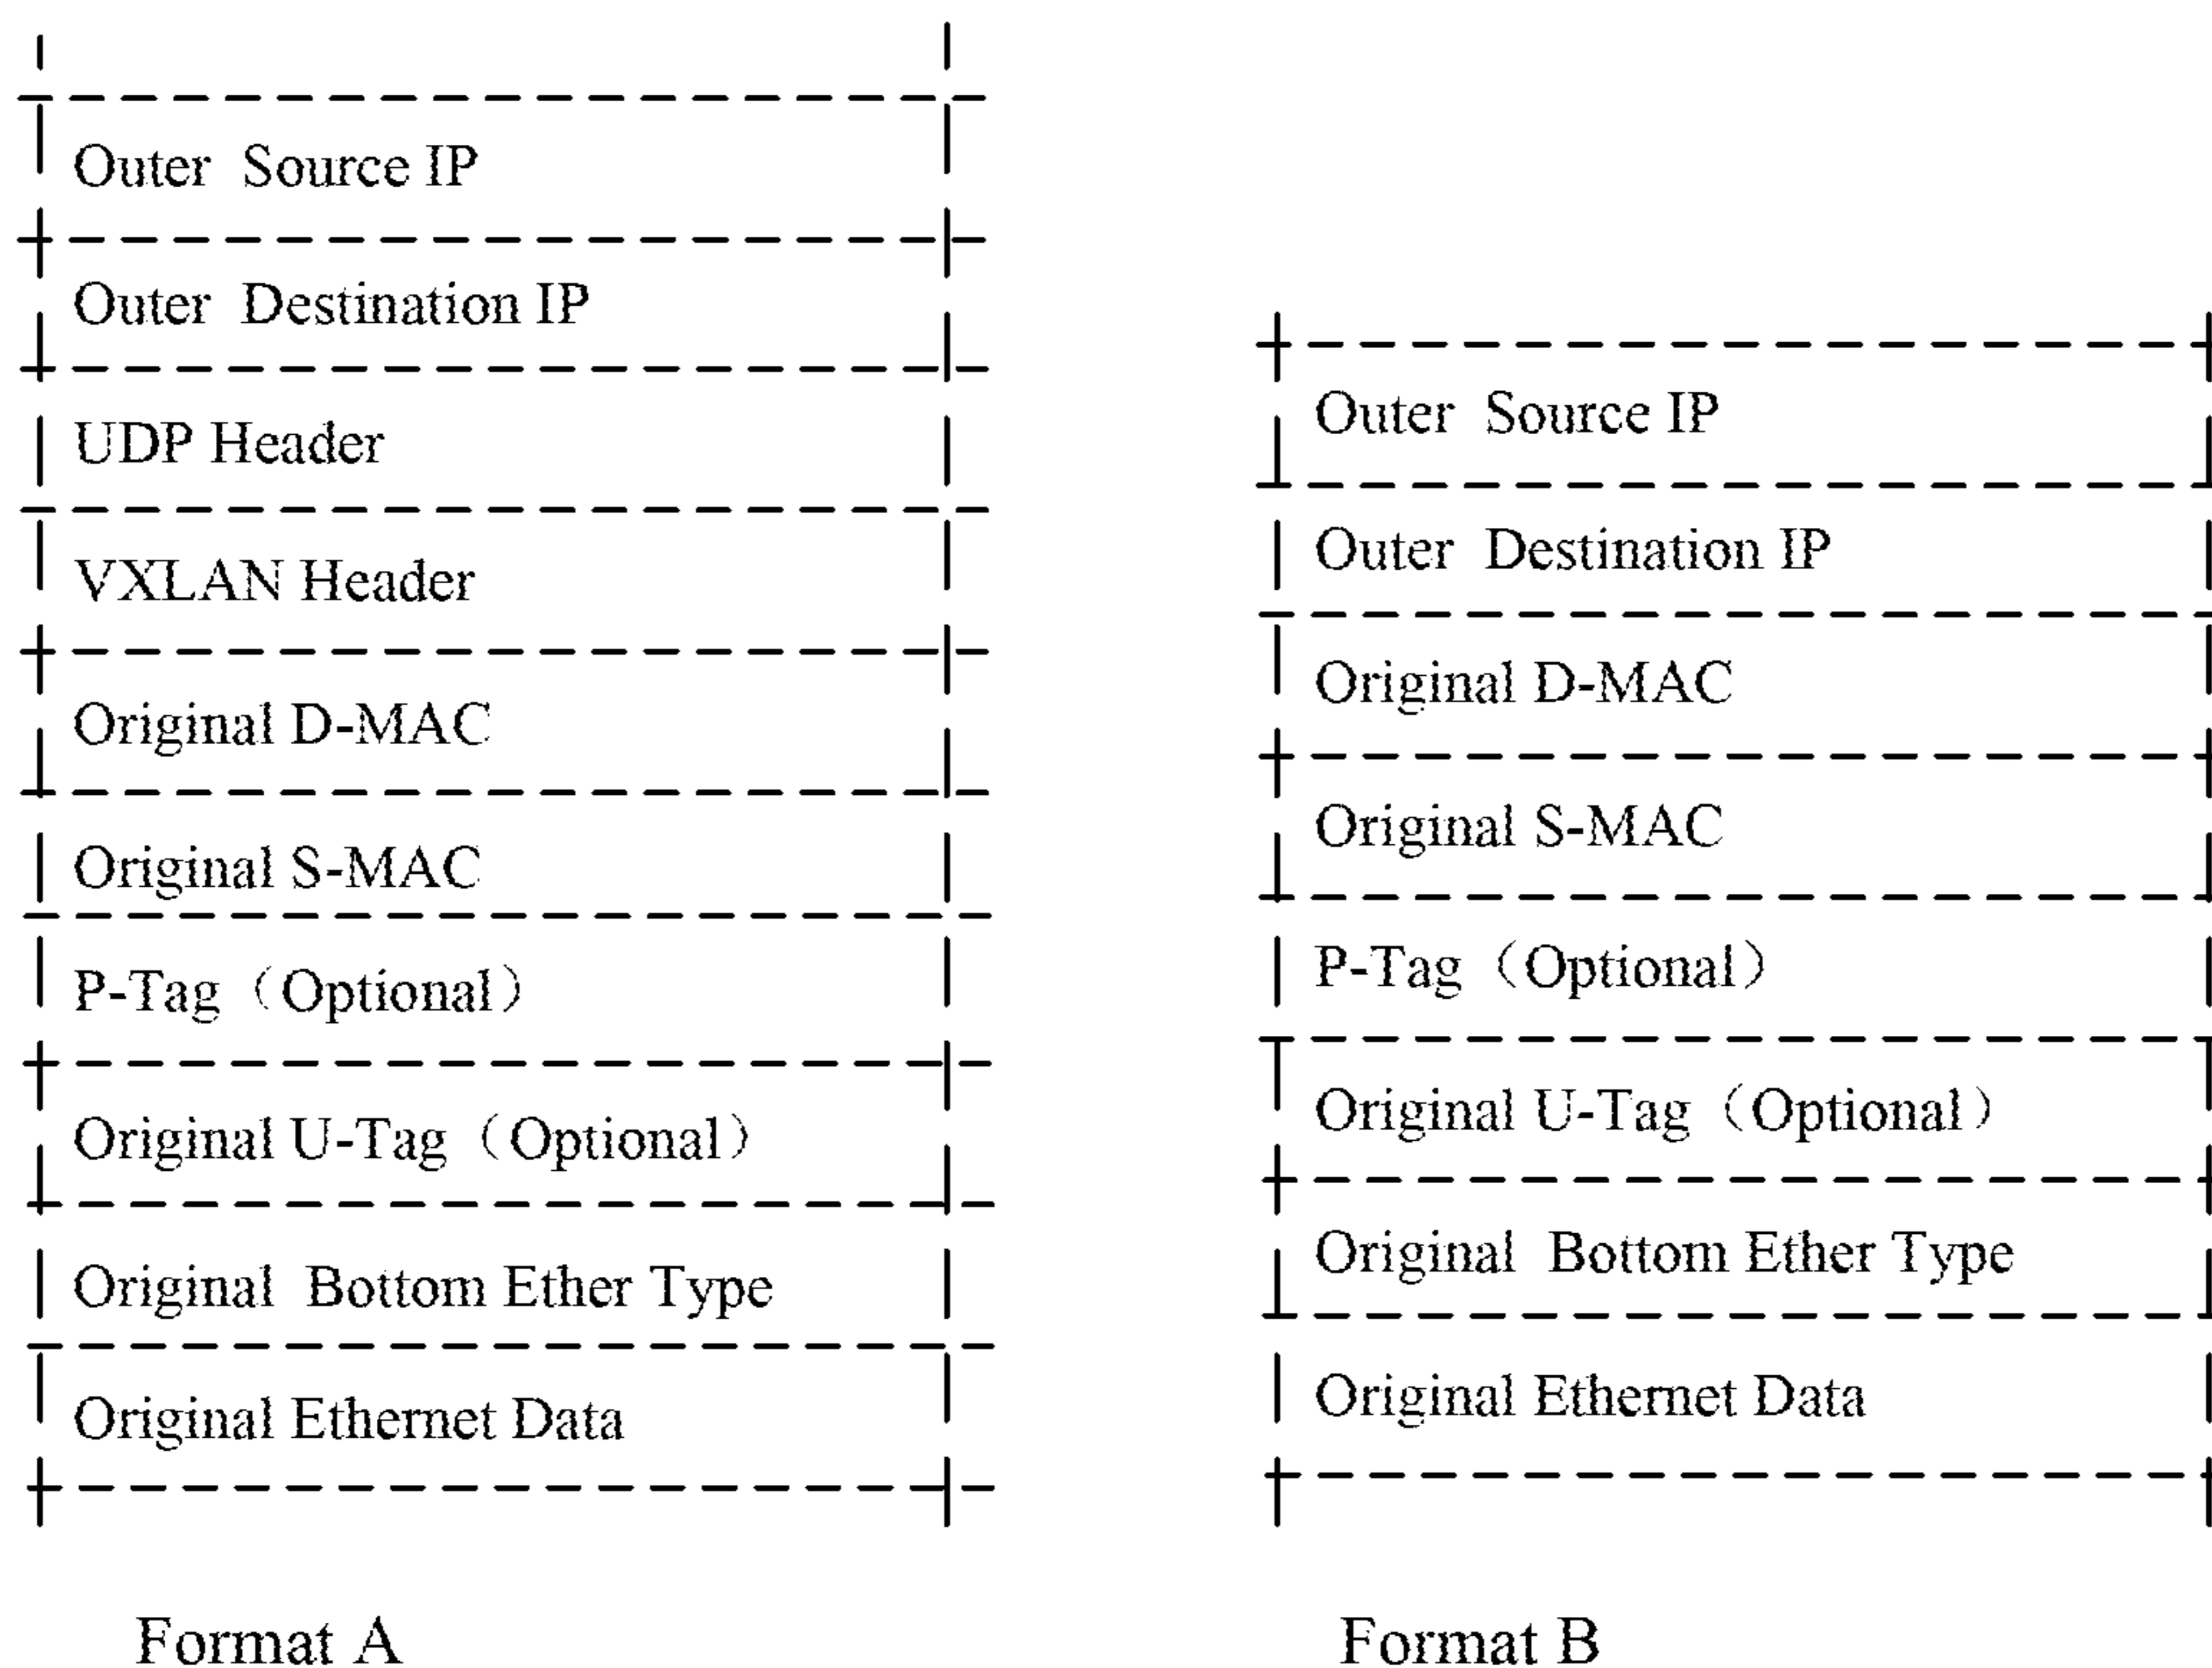 Outer Source IP
Outer Destination IP
UDP Header
VXLAN Header
Original D-MAC
Original S-MAC
P-Tag（Optional）
Original U-Tag（Optional）
Original Bottom Ether Type
Original Ethernet Data
Format A
Outer Source IP
Outer Destination IP
Original D-MAC
Original S-MAC
P-Tag（Optional）
Original U-Tag（Optional）
Original Bottom Ether Type
Original Ethernet Data
Format B